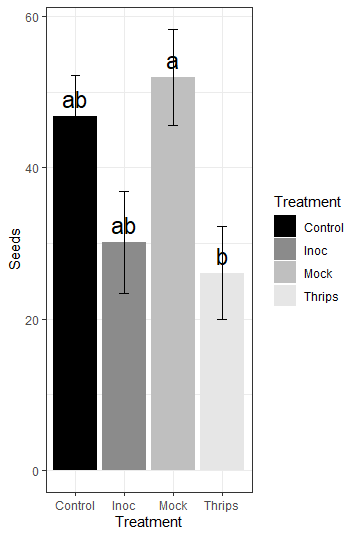 60
40
20
0
Seeds
ab
ab
a
b
Control
Inoc
Mock
Thrips
Treatment
Treatment
Control
Inoc
Mock
Thrips